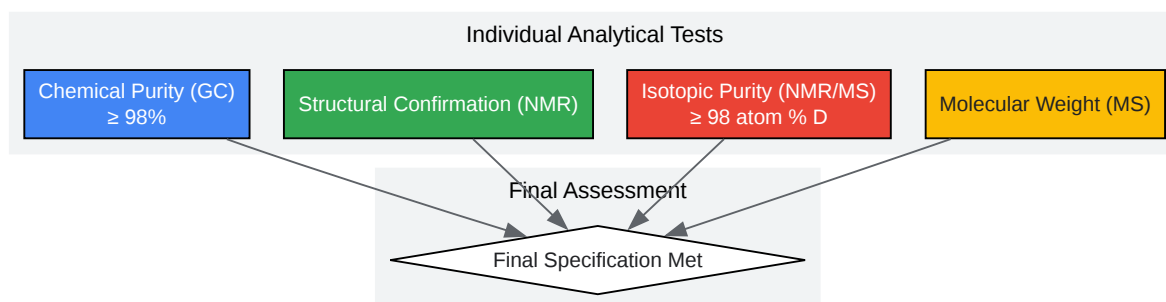 Individual Analytical Tests
Chemical Purity (GC)
≥ 98%
Structural Confirmation (NMR)
Isotopic Purity (NMR/MS)
≥ 98 atom % D
Molecular Weight (MS)
Final Assessment
Final Specification Met